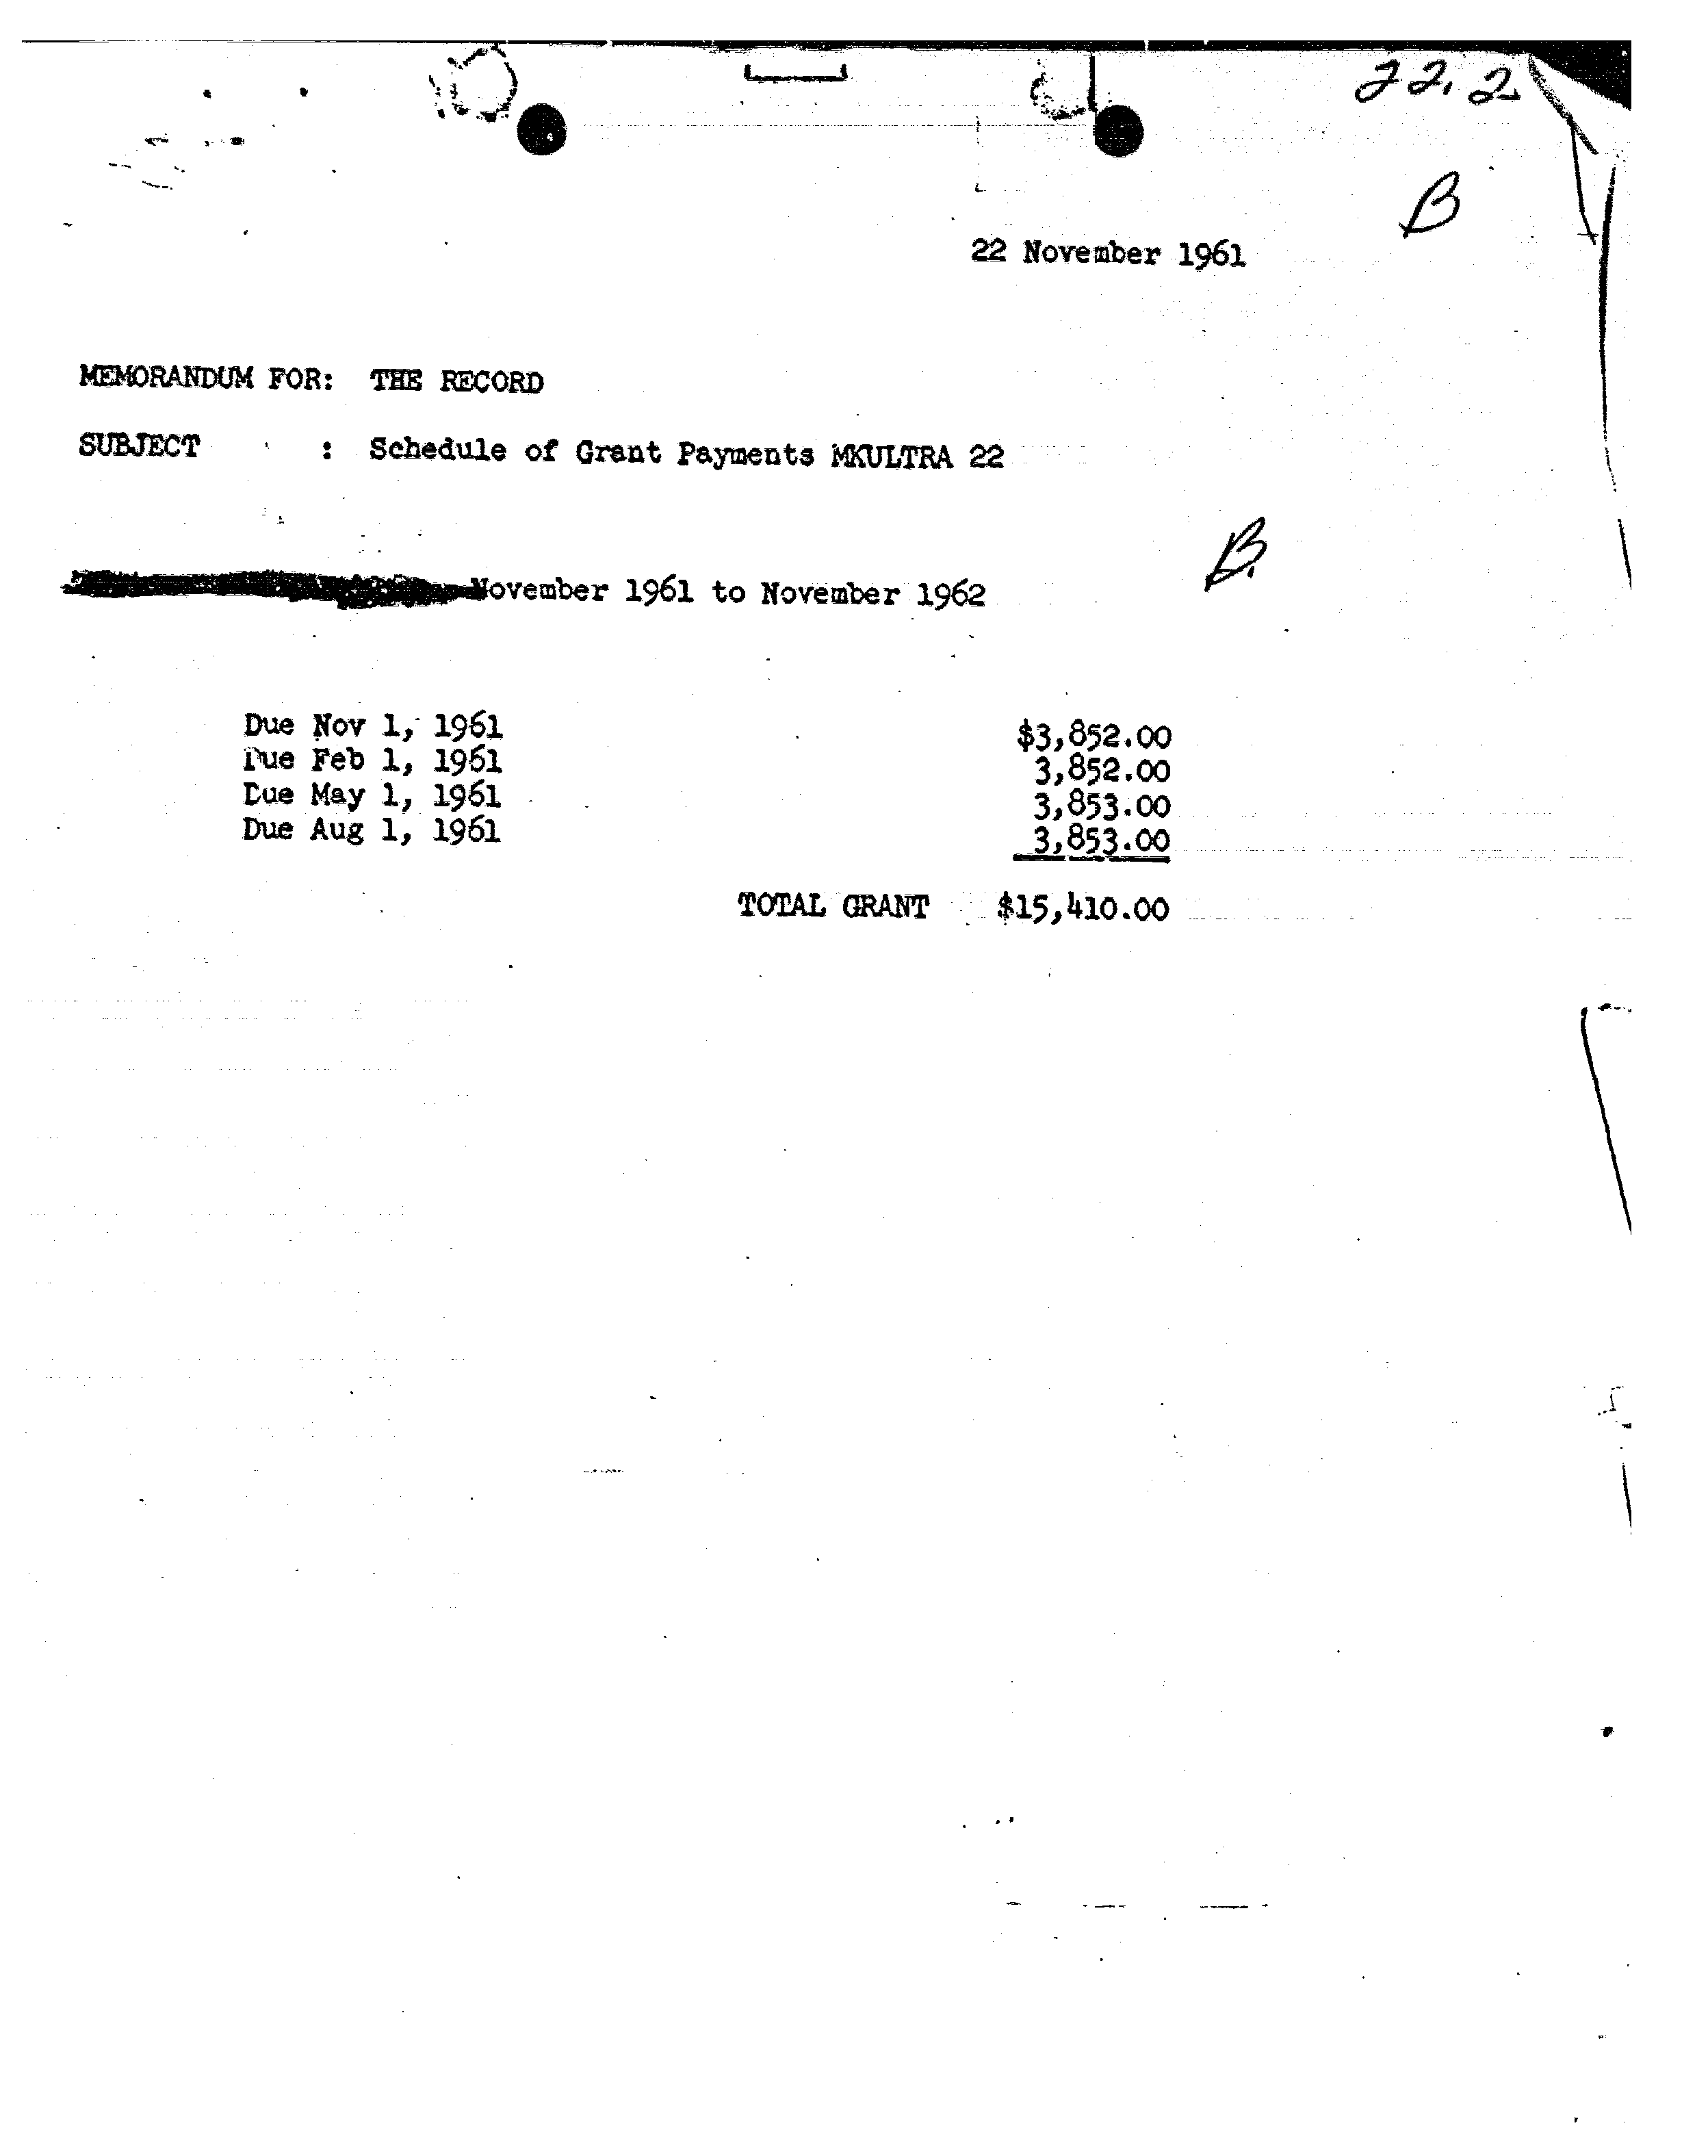 22.2
B
22 November 1961
MEMORANDUM FOR: THE RECORD
SUBJECT : Schedule of Grant Payments MKULTRA 22
B.
November 1961 to November 1962
Due Nov 1, 1961 $3,852.00
Due Feb 1, 1961 3,852.00
Due May 1, 1961 3,853.00
Due Aug 1, 1961 3,853.00
TOTAL GRANT $15,410.00